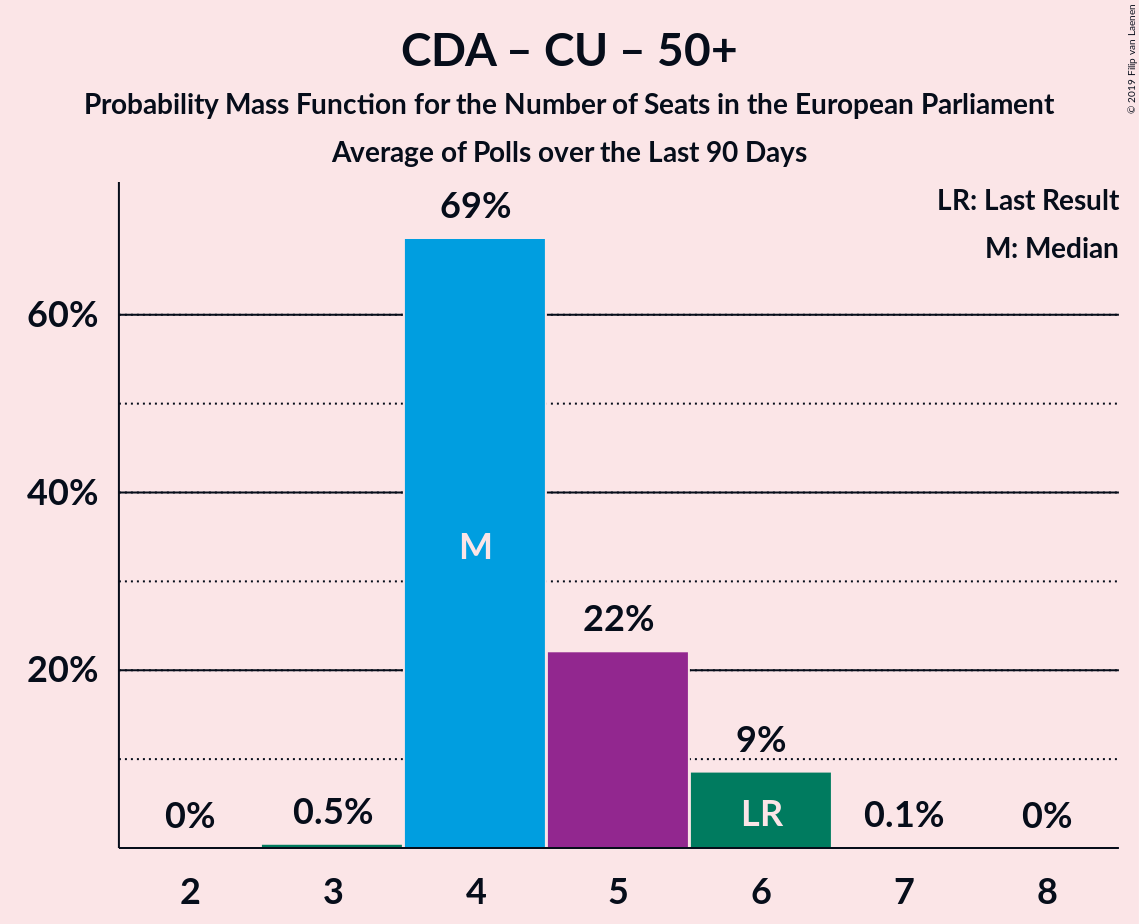 CDA – CU – 50+
Probability Mass Function for the Number of Seats in the European Parliament
Average of Polls over the Last 90 Days
© 2019 Filip van Laenen
LR: Last Result
M: Median
69%
60%
40%
M
22%
20%
9%
0%
0.5%
LR
0.1%
0%
2
3
4
5
6
7
8